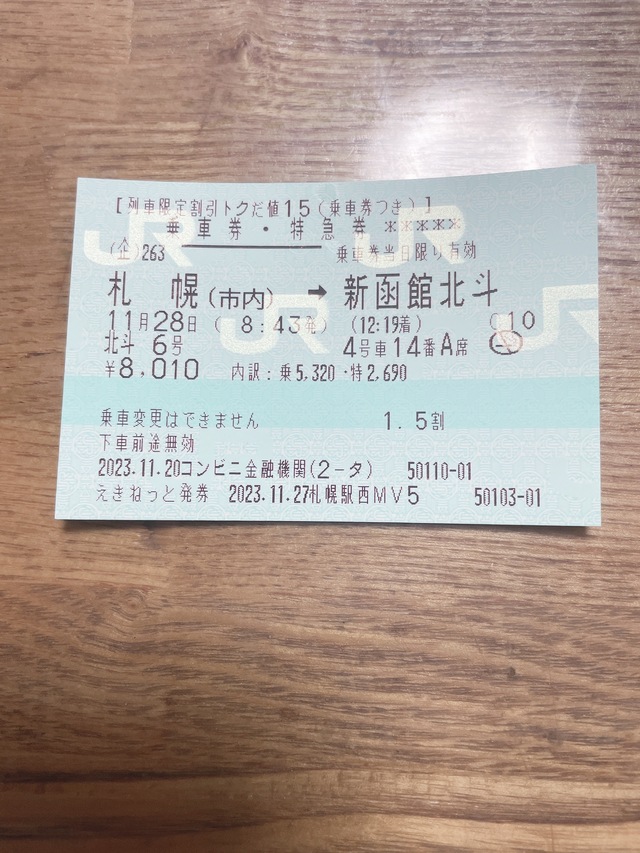 【列車限定割引トクだ値15(乗車券つき)】
乗車券・特急券 *****
(企)263 乗車券当日限り有効
札 幌(市内) → 新函館北斗
11月28日( 8:43発) (12:19着) C10
北斗 6号 4号車14番A席
¥8,010 内訳:乗5,320・特2,690
乗車変更はできません 1.5割
下車前途無効
2023.11.20コンビニ金融機関(2-タ) 50110-01
えきねっと発券 2023.11.27札幌駅西MV5 50103-01